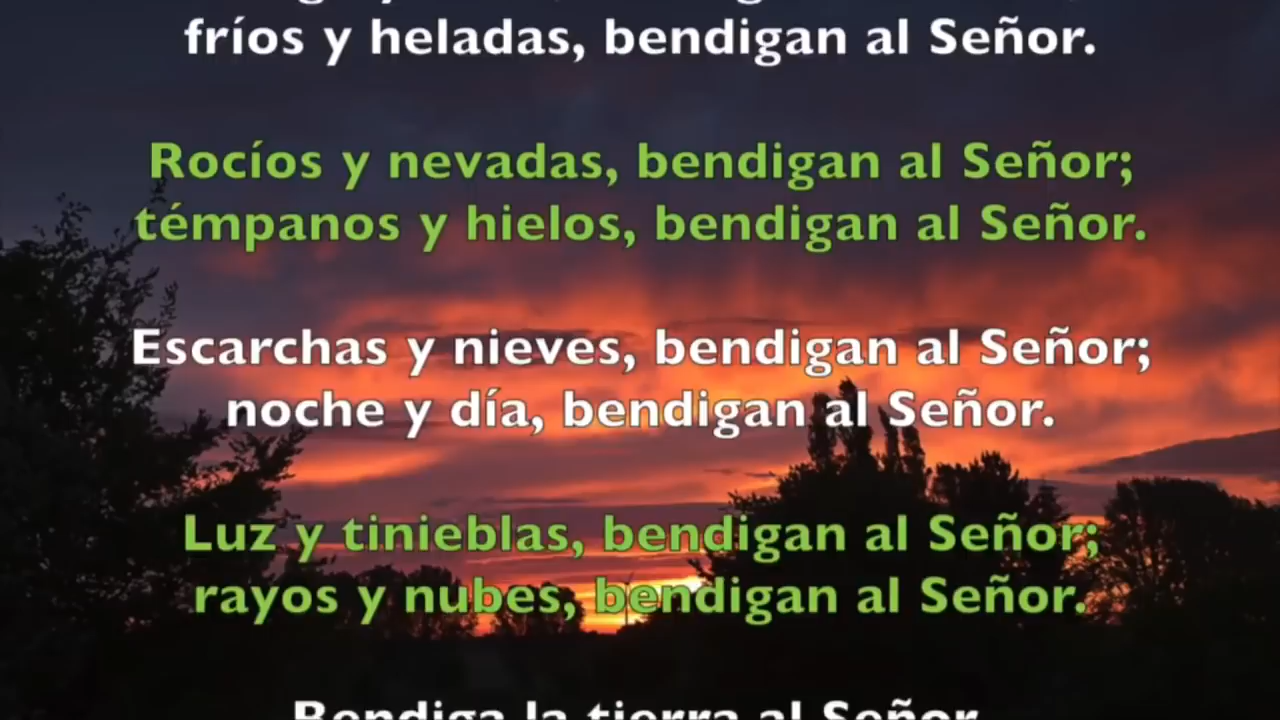 fríos y heladas, bendigan al Señor.
Rocíos y nevadas, bendigan al Señor;
témpanos y hielos, bendigan al Señor.
Escarchas y nieves, bendigan al Señor;
noche y día, bendigan al Señor.
Luz y tinieblas, bendigan al Señor;
rayos y nubes, bendigan al Señor.
Bendiga la tierra al Señor